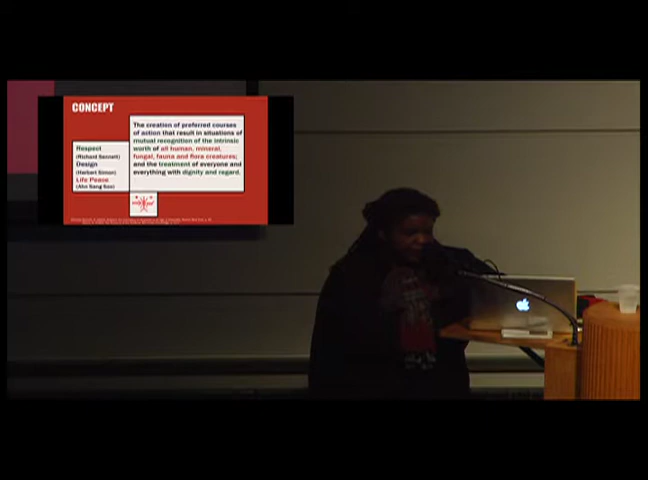 CONCEPT
The creation of preferred courses
of action that result in situations of
mutual recognition of the intrinsic
worth of all human, mineral,
fungal, fauna and flora creatures;
and the treatment of everyone and
everything with dignity and regard.
Respect
(Richard Sennett)
Design
(Herbert Simon)
Life Peace
(Ahn Sang Soo)